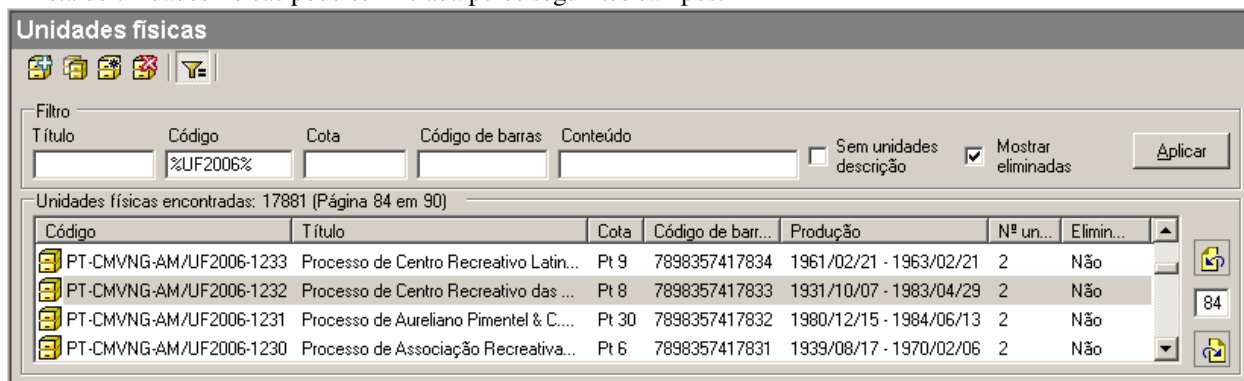 Unidades físicas
Filtro
Título Código Cota Código de barras Conteúdo
%UF2006%
Sem unidades descrição
Mostrar eliminadas
Aplicar
Unidades físicas encontradas: 17881 (Página 84 em 90)
Código Título Cota Código de barr... Produção Nº un... Elimin...
PT-CMVNG-AM/UF2006-1233 Processo de Centro Recreativo Latin... Pt 9 7898357417834 1961/02/21 - 1963/02/21 2 Não
PT-CMVNG-AM/UF2006-1232 Processo de Centro Recreativo das ... Pt 8 7898357417833 1931/10/07 - 1983/04/29 2 Não
84
PT-CMVNG-AM/UF2006-1231 Processo de Aureliano Pimentel & C.... Pt 30 7898357417832 1980/12/15 - 1984/06/13 2 Não
PT-CMVNG-AM/UF2006-1230 Processo de Associação Recreativa... Pt 6 7898357417831 1939/08/17 - 1970/02/06 2 Não